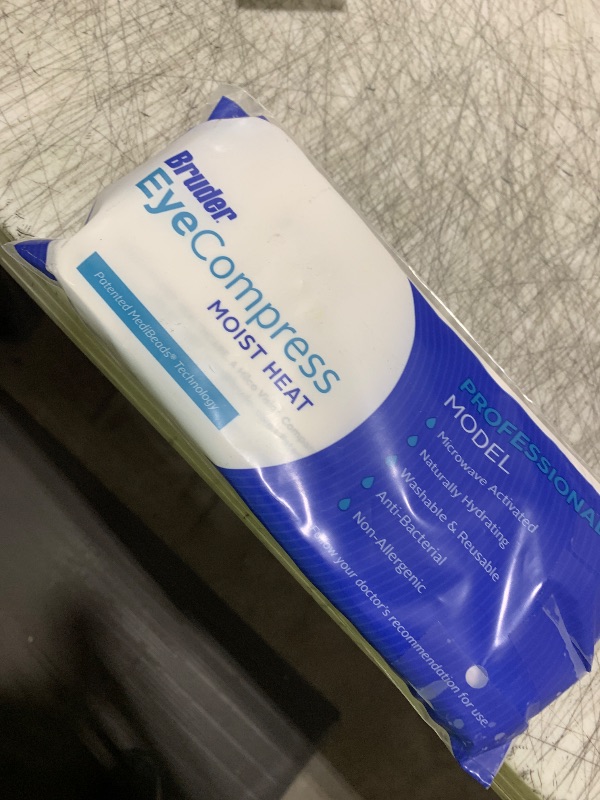 Bruder
EyeCompress
MOIST HEAT
Patented MediBeads® Technology
PROFESSIONAL
MODEL
Microwave Activated
Naturally Hydrating
Washable & Reusable
Anti-Bacterial
Non-Allergenic
Follow your doctor's recommendation for use.